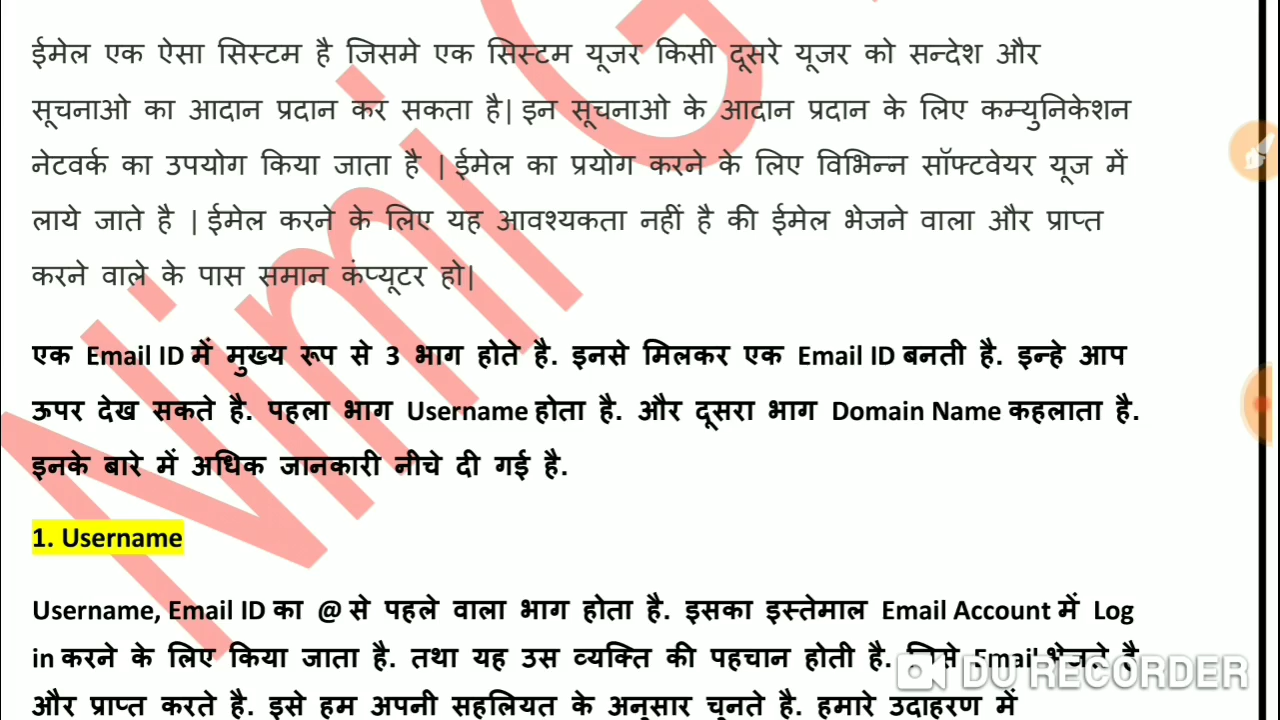 ईमेल एक ऐसा सिस्टम है जिसमे एक सिस्टम यूजर किसी दूसरे यूजर को सन्देश और
सूचनाओ का आदान प्रदान कर सकता है| इन सूचनाओ के आदान प्रदान के लिए कम्युनिकेशन
नेटवर्क का उपयोग किया जाता है | ईमेल का प्रयोग करने के लिए विभिन्न सॉफ्टवेयर यूज में
लाये जाते है | ईमेल करने के लिए यह आवश्यकता नहीं है की ईमेल भेजने वाला और प्राप्त
करने वाले के पास समान कंप्यूटर हो|
एक Email ID में मुख्य रूप से 3 भाग होते है. इनसे मिलकर एक Email ID बनती है. इन्हे आप
ऊपर देख सकते है. पहला भाग Username होता है. और दूसरा भाग Domain Name कहलाता है.
इनके बारे में अधिक जानकारी नीचे दी गई है.
1. Username
Username, Email ID का @ से पहले वाला भाग होता है. इसका इस्तेमाल Email Account में Log
in करने के लिए किया जाता है. तथा यह उस व्यक्ति की पहचान होती है. जिसे Email भेजते है
और प्राप्त करते है. इसे हम अपनी सहलियत के अनुसार चुनते है. हमारे उदाहरण में
Nimi G
DU RECORDER